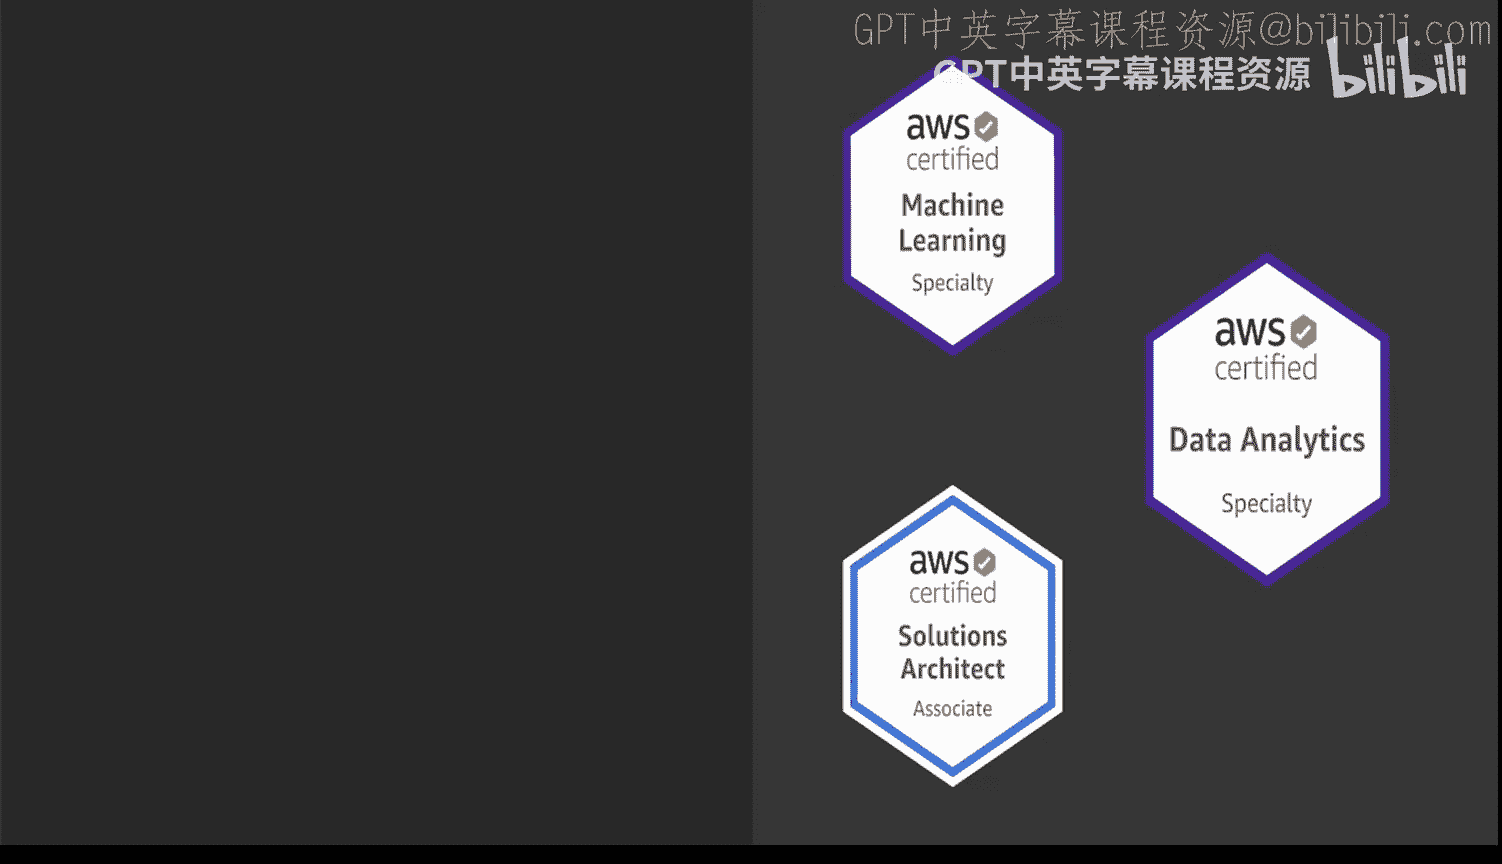 GPT中英字幕课程资源@bilibili.com
GPT中英字幕课程资源 bilibili
aws
certified
Machine
Learning
Specialty
aws
certified
Data Analytics
Specialty
aws
certified
Solutions
Architect
Associate